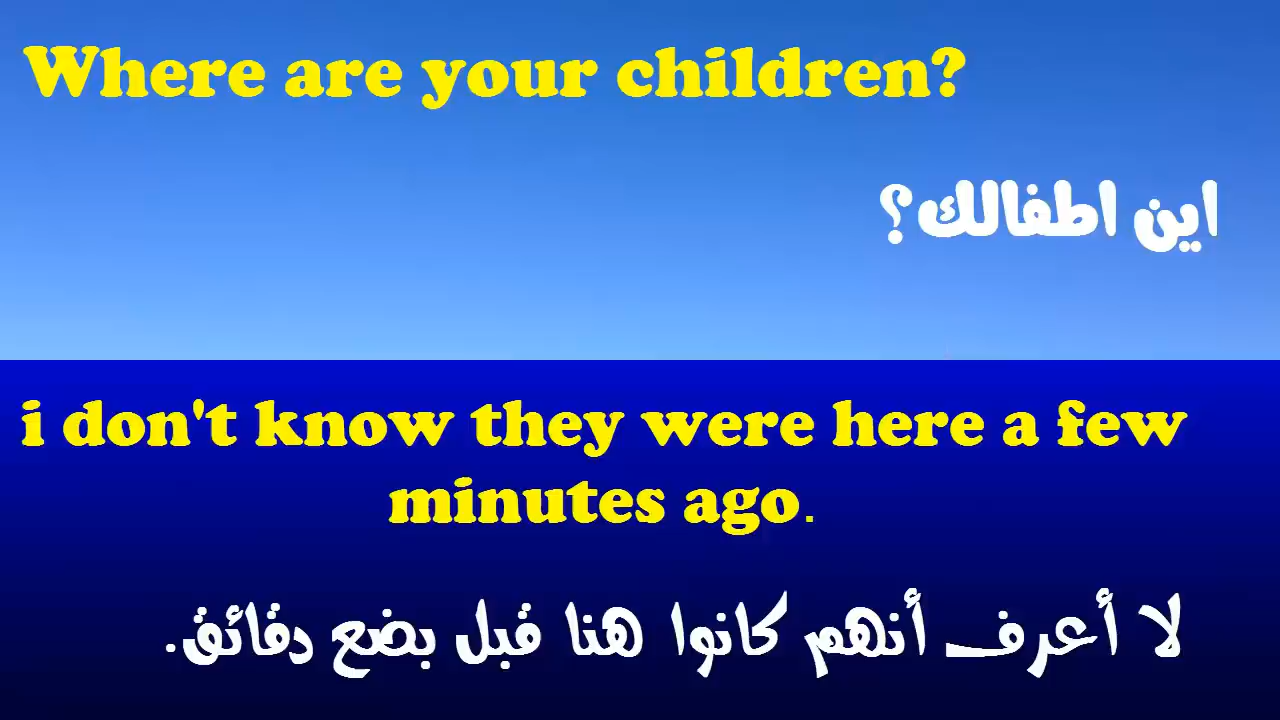 Where are your children?
اين اطفالك؟
i don't know they were here a few
minutes ago.
لا أعرف أنهم كانوا هنا قبل بضع دقائق.